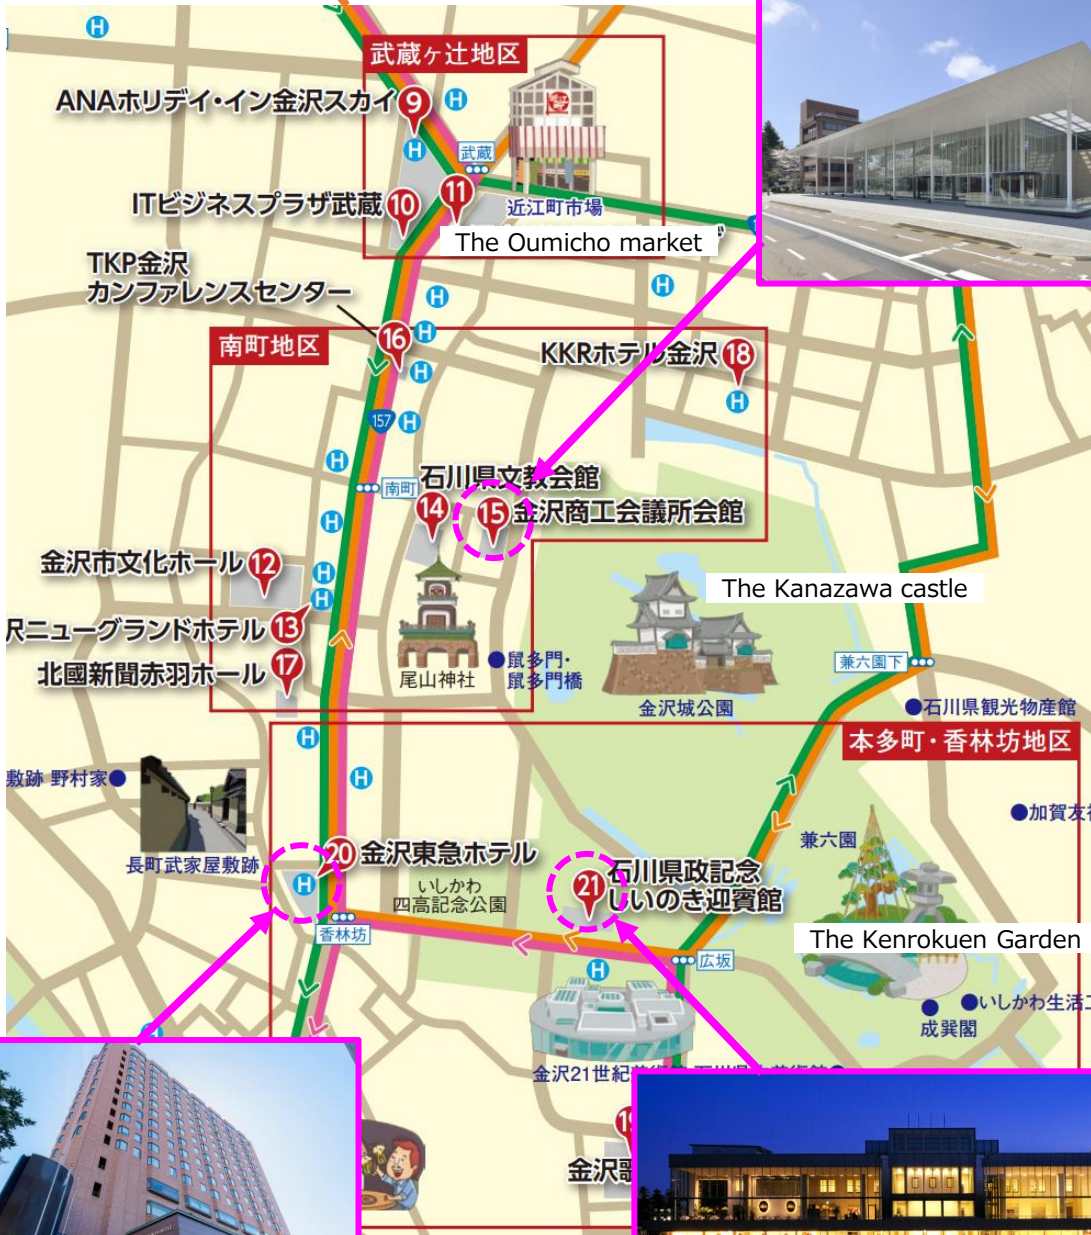 武蔵ヶ辻地区
ANAホリデイ・イン金沢スカイ
9
H
H
H
武蔵
ITビジネスプラザ武蔵
10
11
近江町市場
The Oumicho market
TKP金沢
カンファレンスセンター
H
H
16
H
H
南町地区
KKRホテル金沢
18
H
157
H
H
南町
石川県文教会館
14
15
金沢商工会議所会館
H
金沢市文化ホール
12
H
H
The Kanazawa castle
沢ニューグランドホテル
13
北國新聞赤羽ホール
17
尾山神社
鼠多門・
鼠多門橋
金沢城公園
兼六園下
石川県観光物産館
H
本多町・香林坊地区
敷跡 野村家
H
長町武家屋敷跡
加賀友
兼六園
20
金沢東急ホテル
H
いしかわ
四高記念公園
21
石川県政記念
しいのき迎賓館
香林坊
広坂
H
The Kenrokuen Garden
いしかわ生活工
成巽閣
H
金沢21世紀
19
金沢